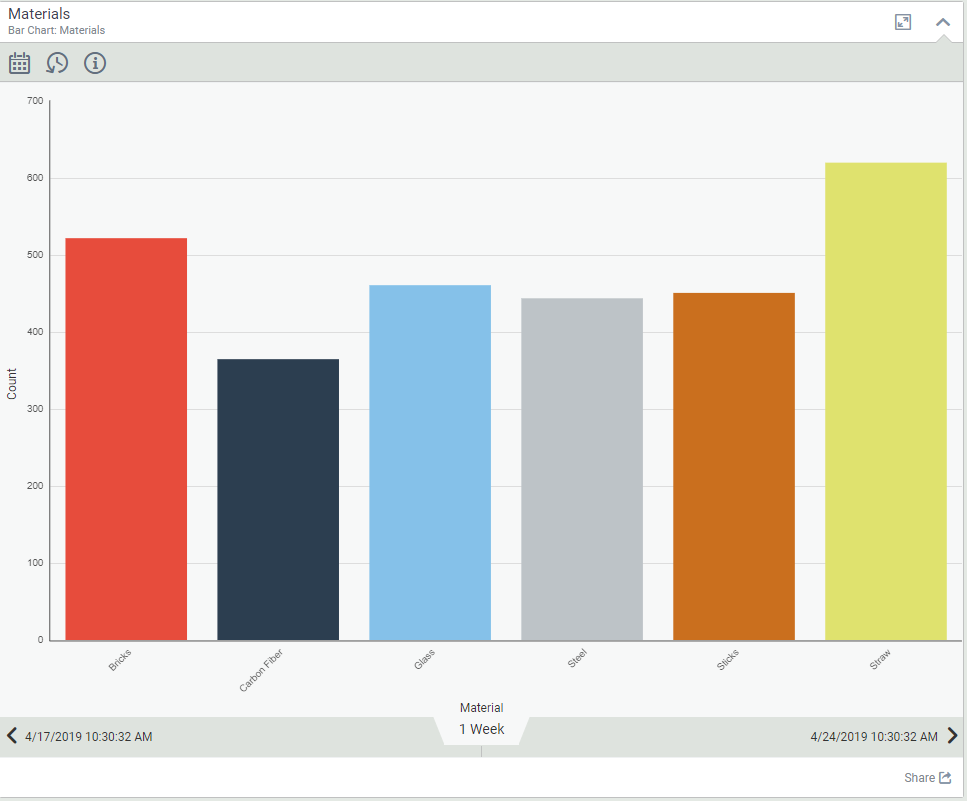 Materials
Bar Chart: Materials
700
600
500
400
300
200
100
0
Count
Bricks
Carbon Fiber
Glass
Steel
Sticks
Straw
Material
1 Week
4/17/2019 10:30:32 AM
4/24/2019 10:30:32 AM
Share